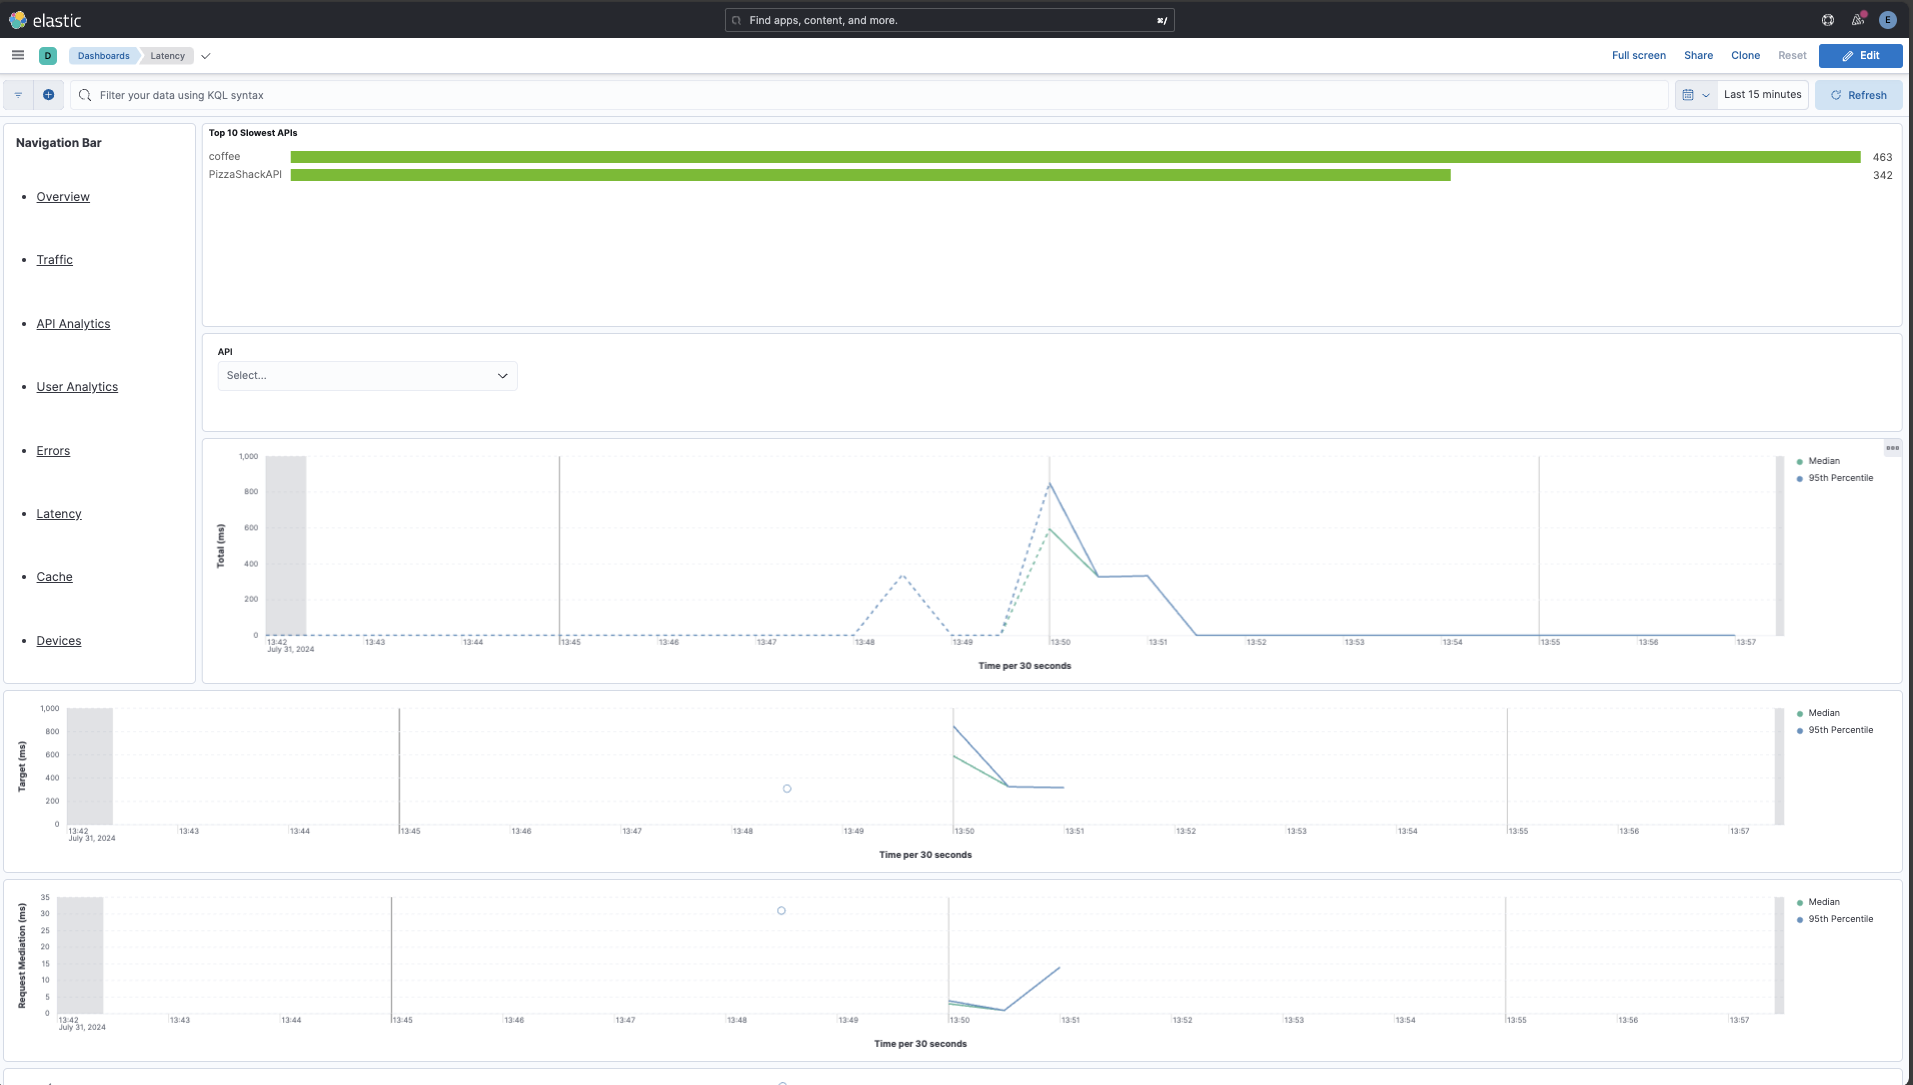 elastic
Find apps, content, and more.
⌘/
E
D
Dashboards
Latency
Full screen
Share
Clone
Reset
Edit
Filter your data using KQL syntax
Last 15 minutes
Refresh
Navigation Bar
Overview
Traffic
API Analytics
User Analytics
Errors
Latency
Cache
Devices
Top 10 Slowest APIs
coffee 463
PizzaShackAPI 342
API
Select...
Total (ms)
1,000
800
600
400
200
0
13:42 13:43 13:44 13:45 13:46 13:47 13:48 13:49 13:50 13:51 13:52 13:53 13:54 13:55 13:56 13:57
July 31, 2024
Time per 30 seconds
Median
95th Percentile
Target (ms)
1,000
800
600
400
200
0
13:42 13:43 13:44 13:45 13:46 13:47 13:48 13:49 13:50 13:51 13:52 13:53 13:54 13:55 13:56 13:57
July 31, 2024
Time per 30 seconds
Median
95th Percentile
Request Mediation (ms)
35
30
25
20
15
10
5
0
13:42 13:43 13:44 13:45 13:46 13:47 13:48 13:49 13:50 13:51 13:52 13:53 13:54 13:55 13:56 13:57
July 31, 2024
Time per 30 seconds
Median
95th Percentile